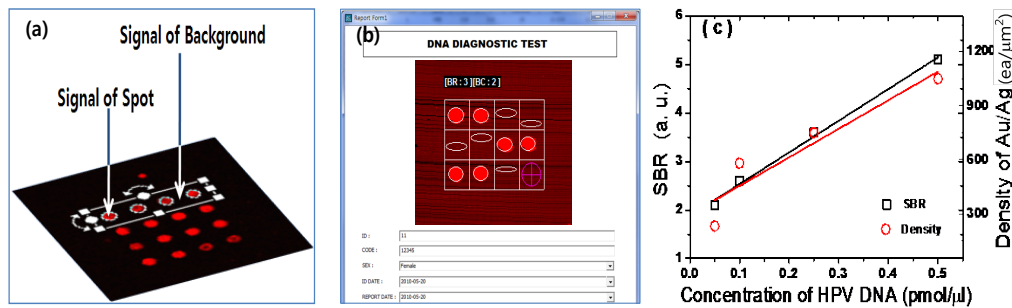 (a)
Signal of Background
Signal of Spot
Report Form1
(b)
DNA DIAGNOSTIC TEST
[BR:3][BC:2]
ID :
11
CODE :
12345
SEX :
Female
ID DATE :
2010-05-20
REPORT DATE :
2010-05-20
(c)
SBR (a. u.)
6
5
4
3
2
1
SBR
Density
0.0
0.1
0.2
0.3
0.4
0.5
Concentration of HPV DNA (pmol/μl)
1200
900
600
300
Density of Au/Ag (ea/μm²)